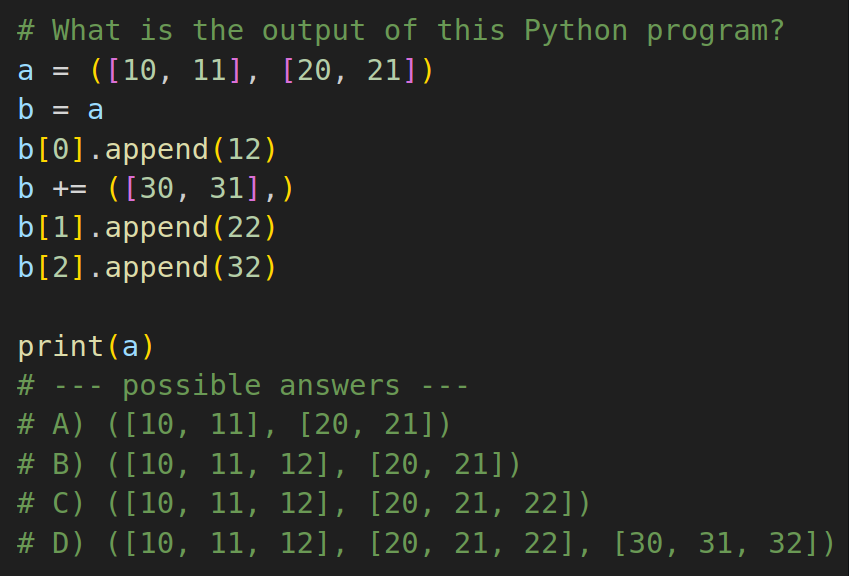 # What is the output of this Python program?
a = ([10, 11], [20, 21])
b = a
b[0].append(12)
b += ([30, 31],)
b[1].append(22)
b[2].append(32)
print(a)
# --- possible answers ---
# A) ([10, 11], [20, 21])
# B) ([10, 11, 12], [20, 21])
# C) ([10, 11, 12], [20, 21, 22])
# D) ([10, 11, 12], [20, 21, 22], [30, 31, 32])